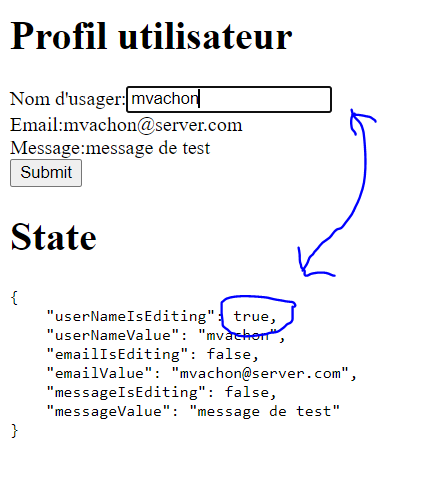 Profil utilisateur
Nom d'usager:mvachon
Email:mvachon@server.com
Message:message de test
Submit
State
{
"userNameIsEditing": true,
"userNameValue": "mvachon",
"emailIsEditing": false,
"emailValue": "mvachon@server.com",
"messageIsEditing": false,
"messageValue": "message de test"
}